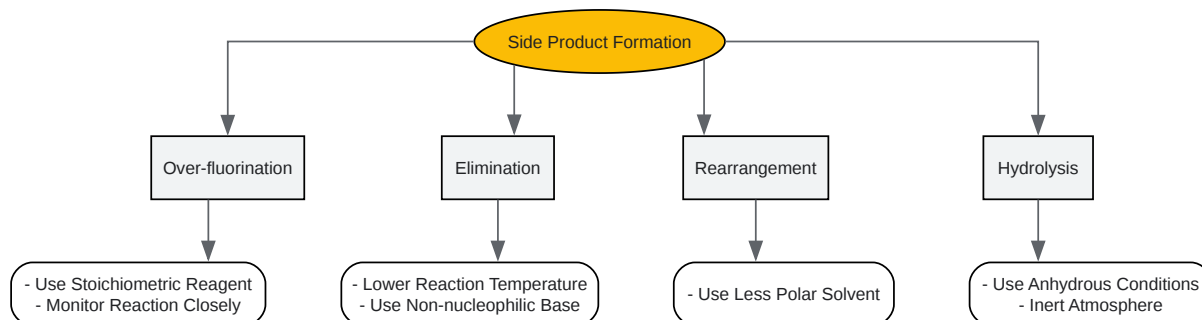 Side Product Formation
Over-fluorination
Elimination
Rearrangement
Hydrolysis
- Use Stoichiometric Reagent
- Monitor Reaction Closely
- Lower Reaction Temperature
- Use Non-nucleophilic Base
- Use Less Polar Solvent
- Use Anhydrous Conditions
- Inert Atmosphere